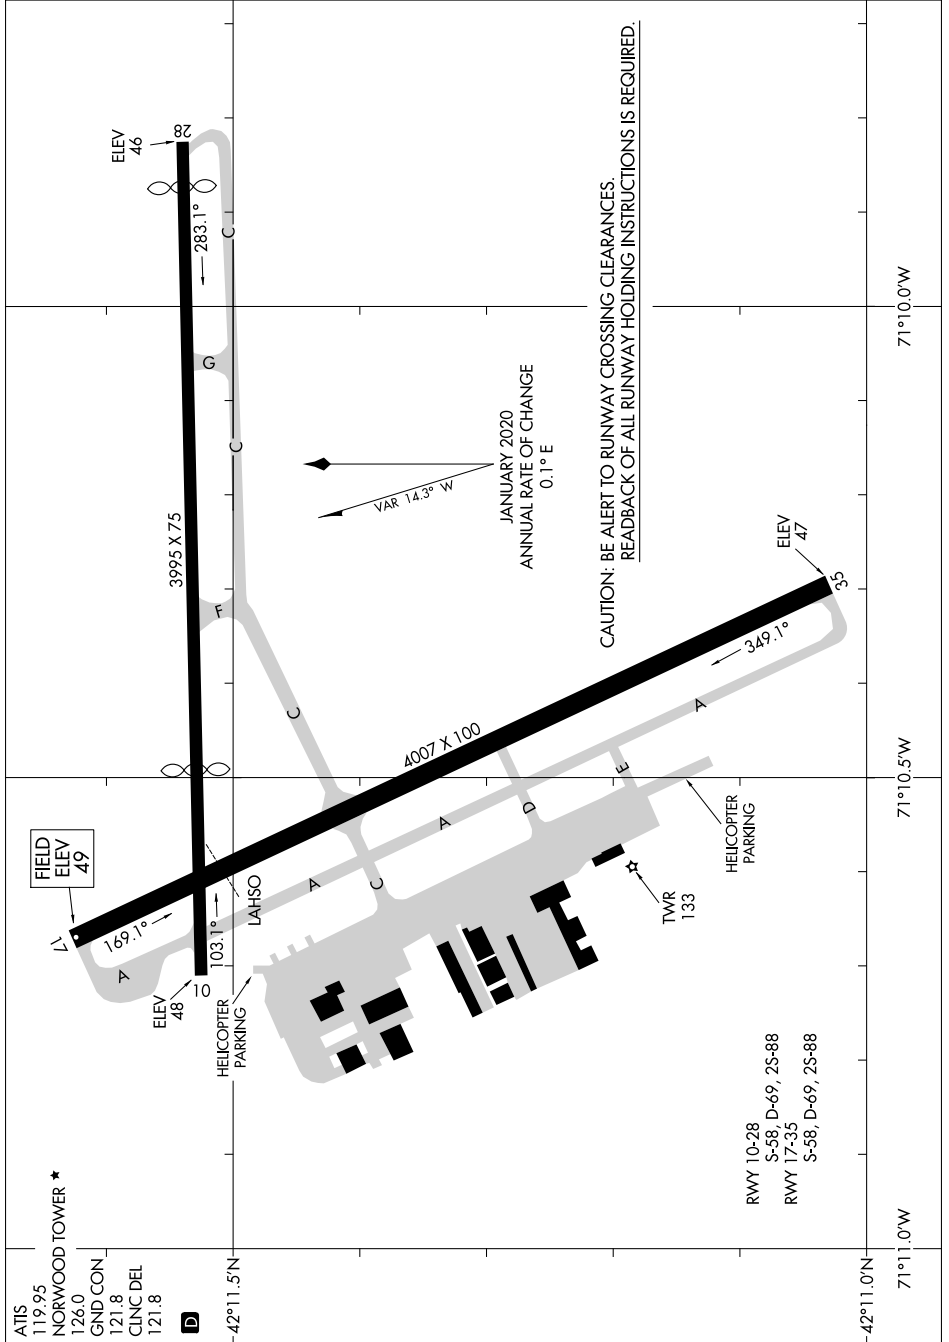 ATIS
119.95
NORWOOD TOWER ★
126.0
GND CON
121.8
CLNC DEL
121.8
D
FIELD
ELEV
49
17
169.1°
A
ELEV
48
10
103.1°
LAHSO
HELICOPTER
PARKING
3995 X 75
ELEV
46
28
283.1°
C
G
C
F
C
A
C
A
D
E
A
4007 X 100
349.1°
35
ELEV
47
VAR 14.3° W
JANUARY 2020
ANNUAL RATE OF CHANGE
0.1° E
CAUTION: BE ALERT TO RUNWAY CROSSING CLEARANCES.
READBACK OF ALL RUNWAY HOLDING INSTRUCTIONS IS REQUIRED.
TWR
133
HELICOPTER
PARKING
RWY 10-28
S-58, D-69, 2S-88
RWY 17-35
S-58, D-69, 2S-88
42°11.5'N
42°11.0'N
71°11.0'W
71°10.5'W
71°10.0'W